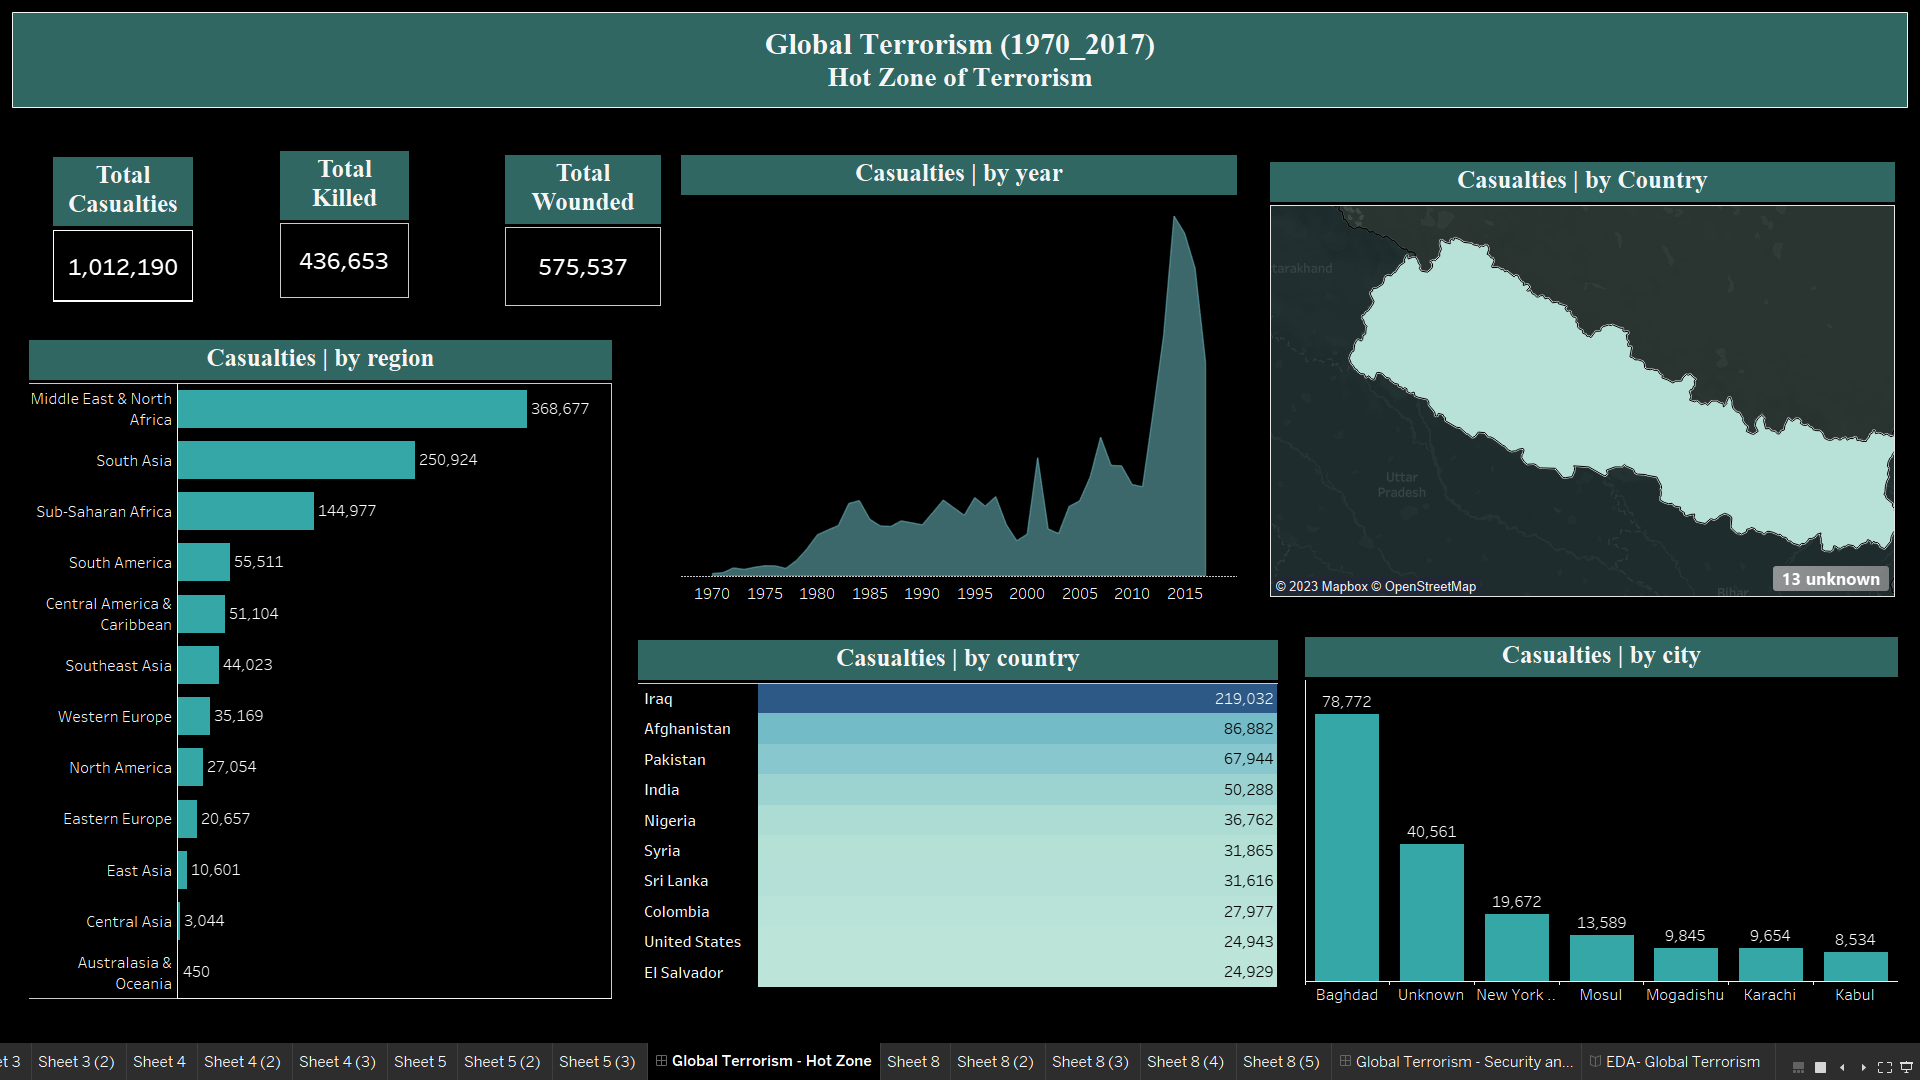 Global Terrorism (1970_2017)
Hot Zone of Terrorism
Total
Casualties
1,012,190
Total
Killed
436,653
Total
Wounded
575,537
Casualties | by year
1970 1975 1980 1985 1990 1995 2000 2005 2010 2015
Casualties | by Country
tarakhand
Uttar
Pradesh
Bihar
13 unknown
© 2023 Mapbox © OpenStreetMap
Casualties | by region
Middle East & North
Africa
368,677
South Asia 250,924
Sub-Saharan Africa 144,977
South America 55,511
Central America &
Caribbean
51,104
Southeast Asia 44,023
Western Europe 35,169
North America 27,054
Eastern Europe 20,657
East Asia 10,601
Central Asia 3,044
Australasia &
Oceania
450
Casualties | by country
Iraq 219,032
Afghanistan 86,882
Pakistan 67,944
India 50,288
Nigeria 36,762
Syria 31,865
Sri Lanka 31,616
Colombia 27,977
United States 24,943
El Salvador 24,929
Casualties | by city
78,772
40,561
19,672
13,589
9,845
9,654
8,534
Baghdad Unknown New York .. Mosul Mogadishu Karachi Kabul
et 3 Sheet 3 (2) Sheet 4 Sheet 4 (2) Sheet 4 (3) Sheet 5 Sheet 5 (2) Sheet 5 (3) Global Terrorism - Hot Zone Sheet 8 Sheet 8 (2) Sheet 8 (3) Sheet 8 (4) Sheet 8 (5) Global Terrorism - Security an... EDA- Global Terrorism